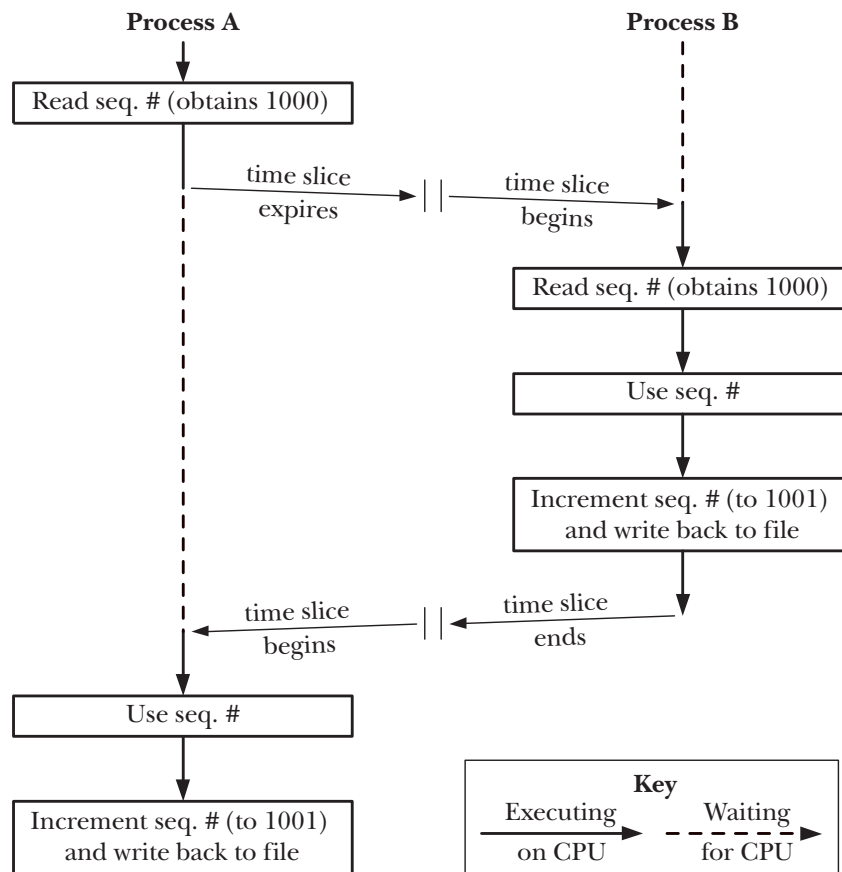 Process A
Process B
Read seq. # (obtains 1000)
time slice
expires
time slice
begins
Read seq. # (obtains 1000)
Use seq. #
Increment seq. # (to 1001)
and write back to file
time slice
begins
time slice
ends
Use seq. #
Increment seq. # (to 1001)
and write back to file
Key
Executing
on CPU
Waiting
for CPU